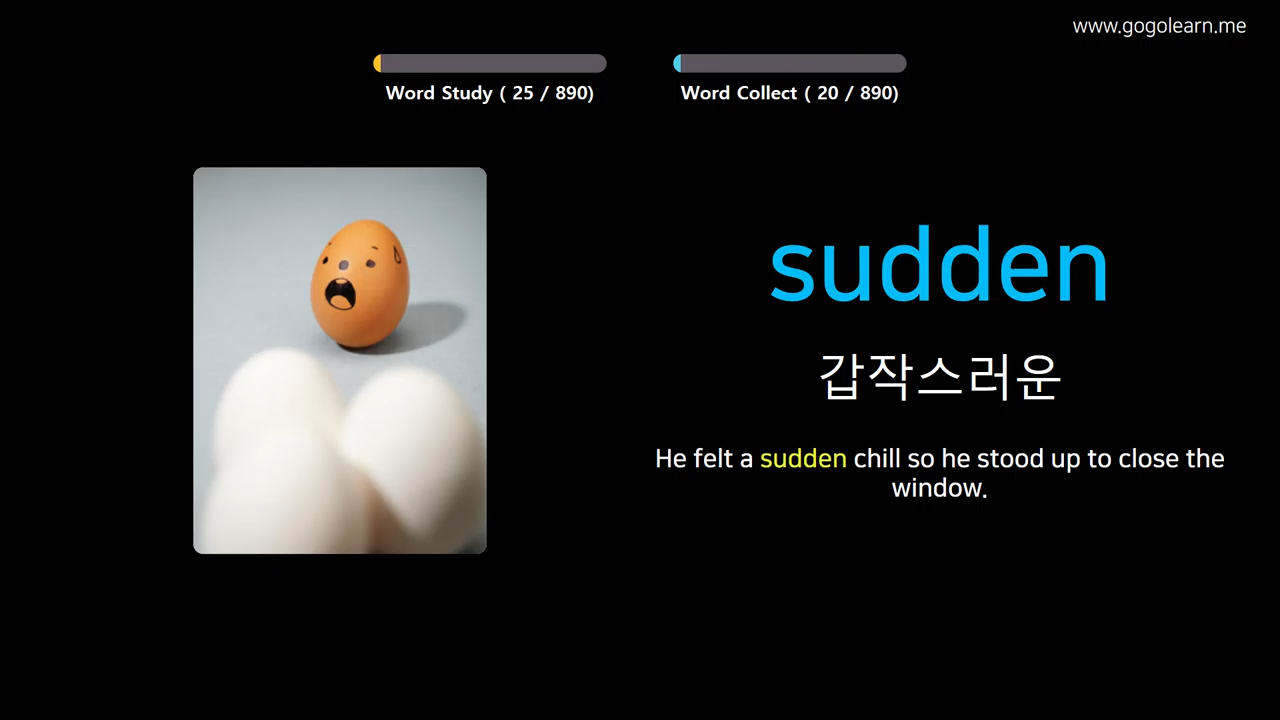 www.gogolearn.me
Word Study ( 25 / 890)
Word Collect ( 20 / 890)
sudden
갑작스러운
He felt a sudden chill so he stood up to close the
window.